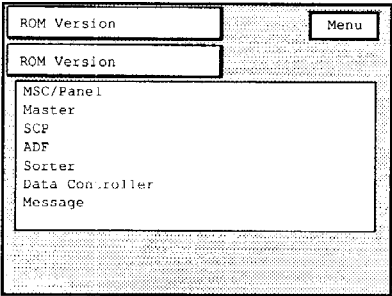 ROM Version
Menu
ROM Version
MSC/Panel
Master
SCP
ADF
Sorter
Data Controller
Message